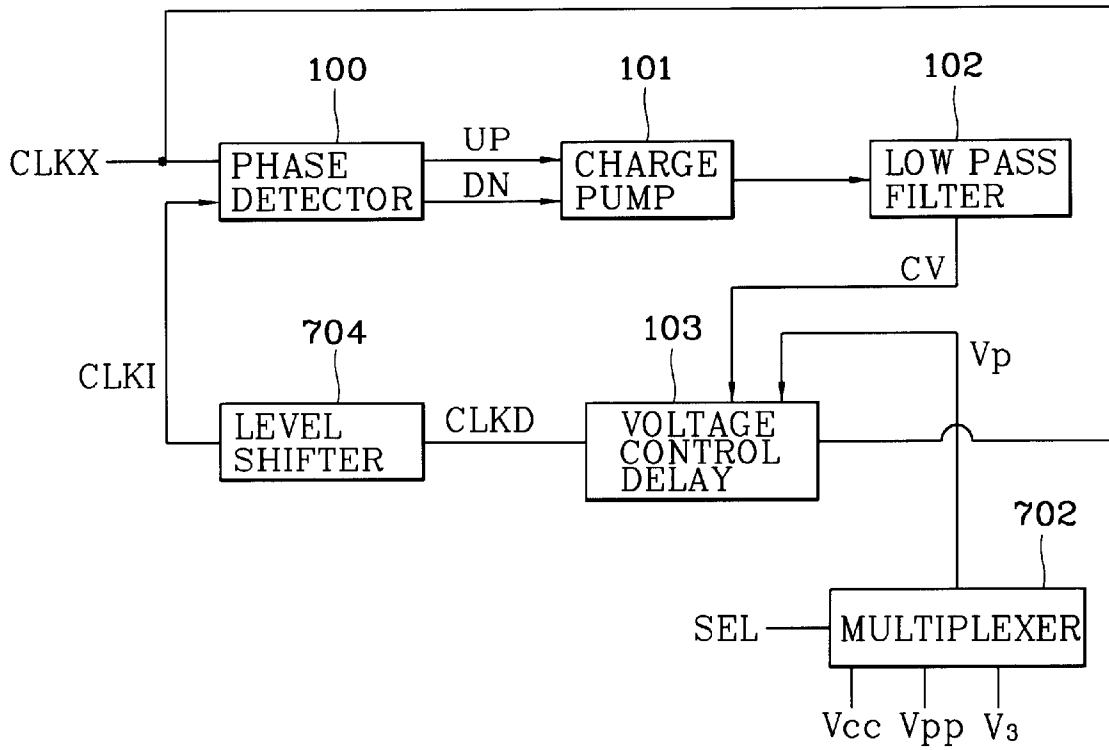 100
101
102
CLKX
PHASE
DETECTOR
UP
DN
CHARGE
PUMP
LOW PASS
FILTER
CV
704
103
Vp
CLKI
LEVEL
SHIFTER
CLKD
VOLTAGE
CONTROL
DELAY
702
SEL
MULTIPLEXER
Vcc
Vpp
V3